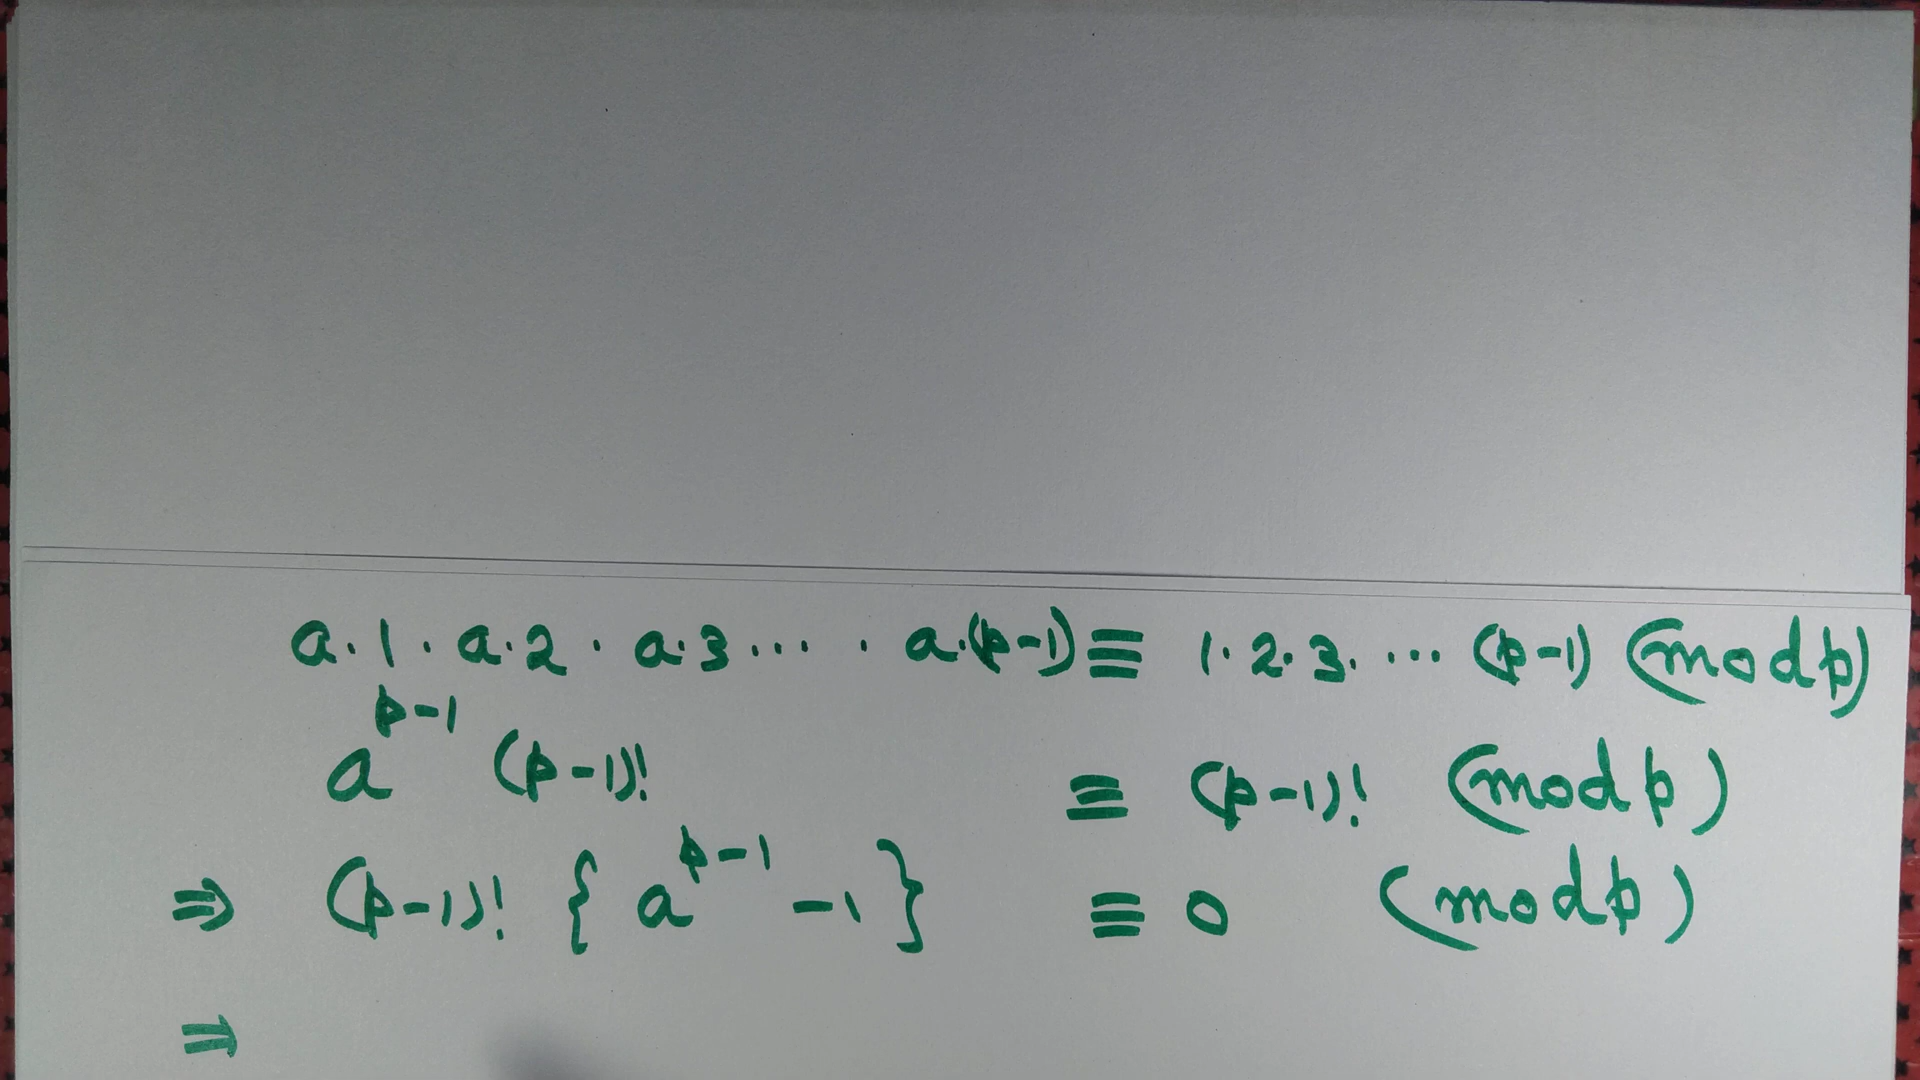 a.1 . a.2 . a.3 ... . a.(p-1) ≡ 1.2.3. ... (p-1) (mod p)
a^{p-1} (p-1)! ≡ (p-1)! (mod p)
⇒ (p-1)! { a^{p-1} -1 } ≡ 0 (mod p)
=